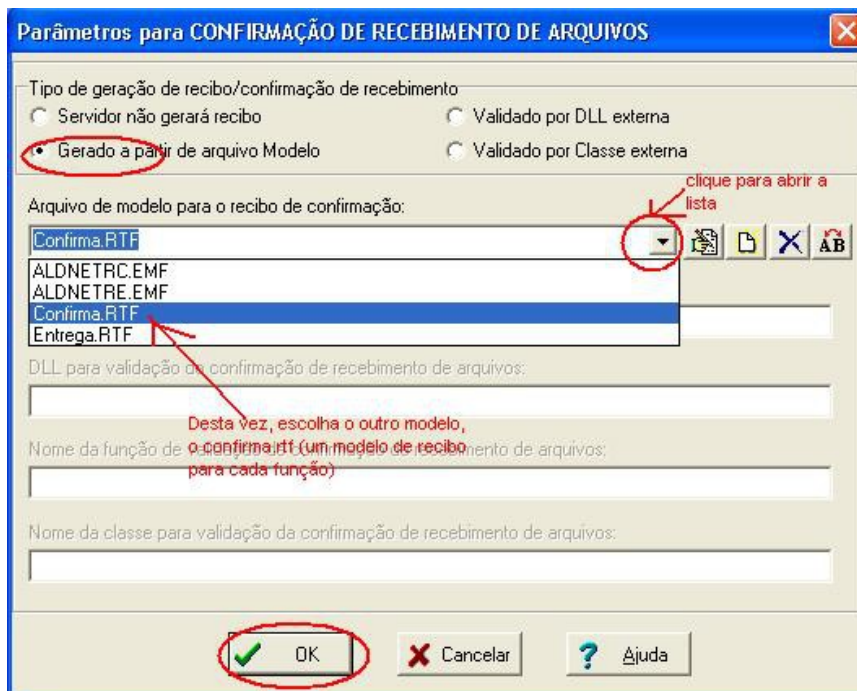 Parâmetros para CONFIRMAÇÃO DE RECEBIMENTO DE ARQUIVOS
Tipo de geração de recibo/confirmação de recebimento
Servidor não gerará recibo
Validado por DLL externa
Gerado a partir de arquivo Modelo
Validado por Classe externa
clique para abrir a
lista
Arquivo de modelo para o recibo de confirmação:
Confirma.RTF
AB
ALDNETRC.EMF
ALDNETRE.EMF
Confirma.RTF
Entrega.RTF
DLL para validação da confirmação de recebimento de arquivos:
Desta vez, escolha o outro modelo,
o confirma.rtf (um modelo de recibo
para cada função)
Nome da função de validação de confirmação de recebimento de arquivos:
Nome da classe para validação da confirmação de recebimento de arquivos:
OK
Cancelar
Ajuda